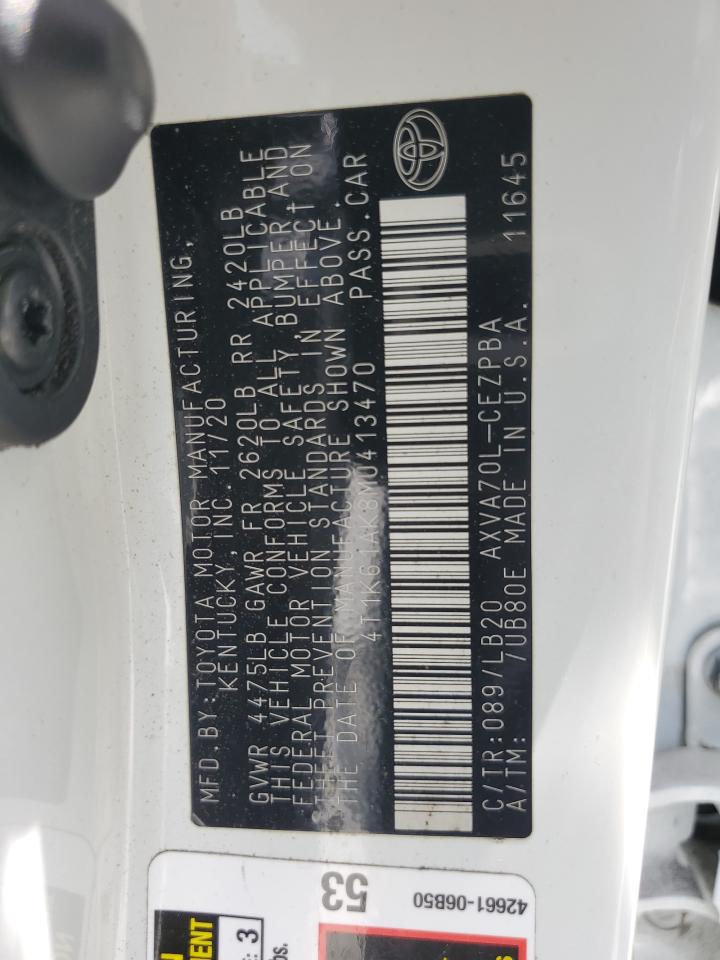 MFD.BY:TOYOTA MOTOR MANUFACTURING,
KENTUCKY, INC. 11/20
GVWR 4475LB GAWR FR 2620LB RR 2420LB
THIS VEHICLE CONFORMS TO ALL APPLICABLE
FEDERAL MOTOR VEHICLE SAFETY, BUMPER, AND
THEFT PREVENTION STANDARDS IN EFFECT ON
THE DATE OF MANUFACTURE SHOWN ABOVE.
PASS.CAR
C/TR:089/LB20 AXVA70L-CEZPBA
A/TM: /UB80E MADE IN U.S.A. 11645
53
42661-06B50
3